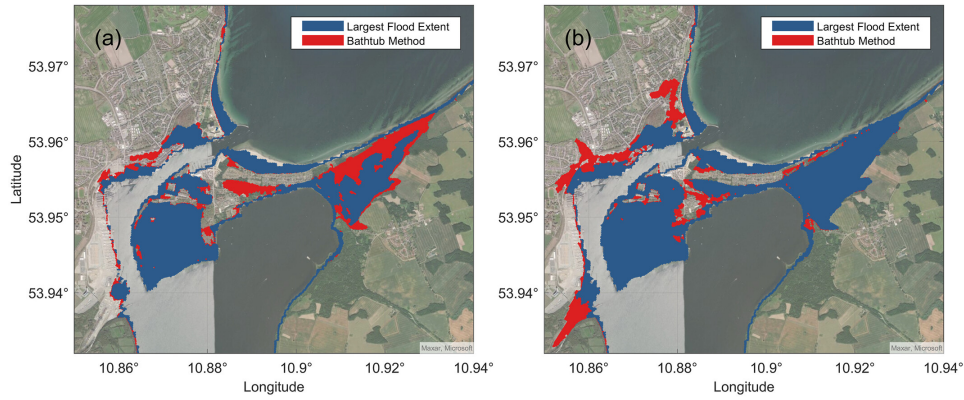 (a)
Largest Flood Extent
Bathtub Method
53.97°
53.96°
53.95°
53.94°
Latitude
Maxar, Microsoft
10.86°
10.88°
10.9°
10.92°
10.94°
Longitude
(b)
Largest Flood Extent
Bathtub Method
53.97°
53.96°
53.95°
53.94°
Maxar, Microsoft
10.86°
10.88°
10.9°
10.92°
10.94°
Longitude